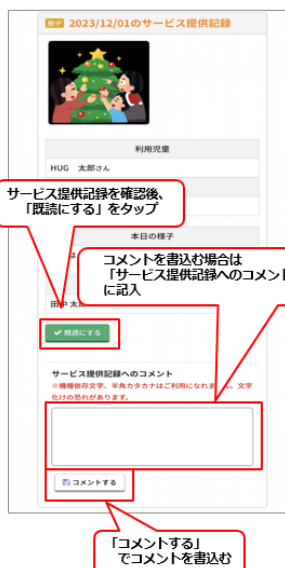 2023/12/01のサービス提供記録
利用児童
HUG 太郎さん
サービス提供記録を確認後、
「既読にする」をタップ
本日の様子
コメントを書込む場合は
「サービス提供記録へのコメント
に記入
田中 太
既読にする
サービス提供記録へのコメント
※機種依存文字、半角カタカナはご利用になれま ん。文字
化けの恐れがあります。
コメントする
「コメントする」
でコメントを書込む